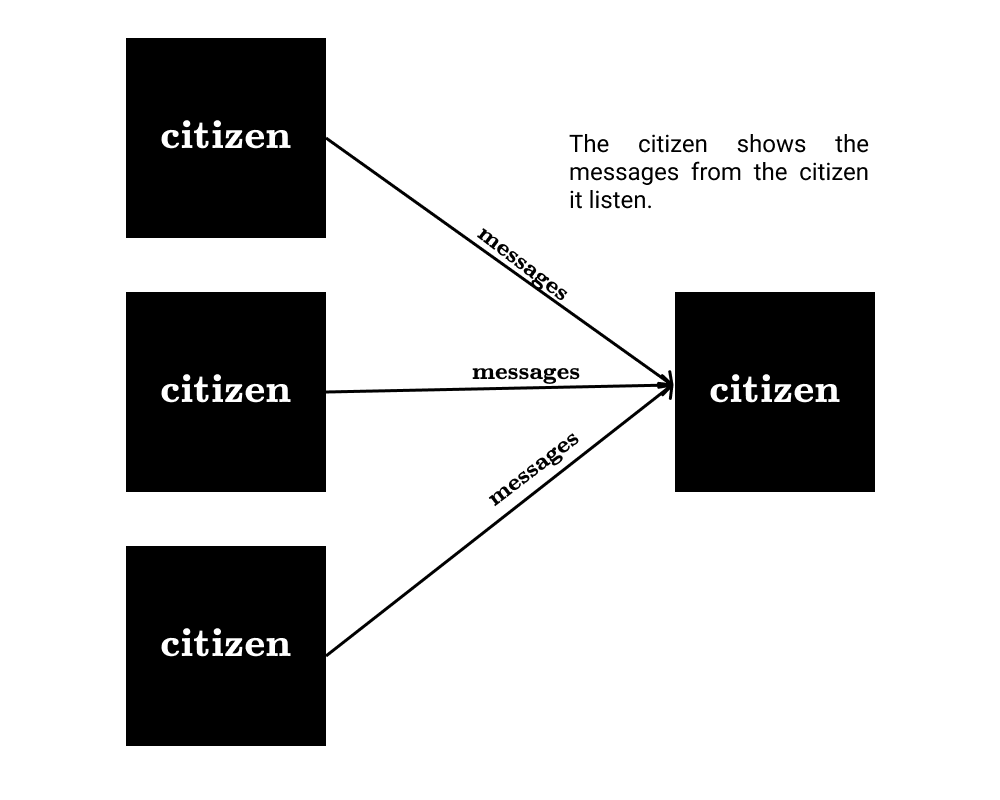 citizen
The citizen shows the
messages from the citizen
it listen.
messages
citizen
messages
citizen
messages
citizen